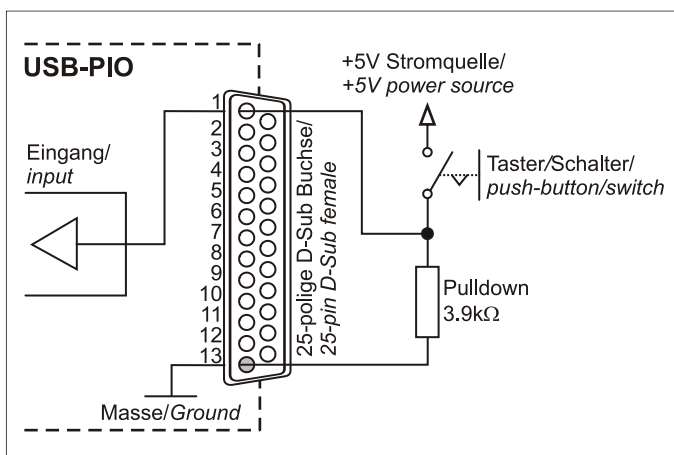 USB-PIO
Eingang/
input
1
2
3
4
5
6
7
8
9
10
11
12
13
Masse/Ground
25-polige D-Sub Buchse/
25-pin D-Sub female
+5V Stromquelle/
+5V power source
Taster/Schalter/
push-button/switch
Pulldown
3.9kΩ